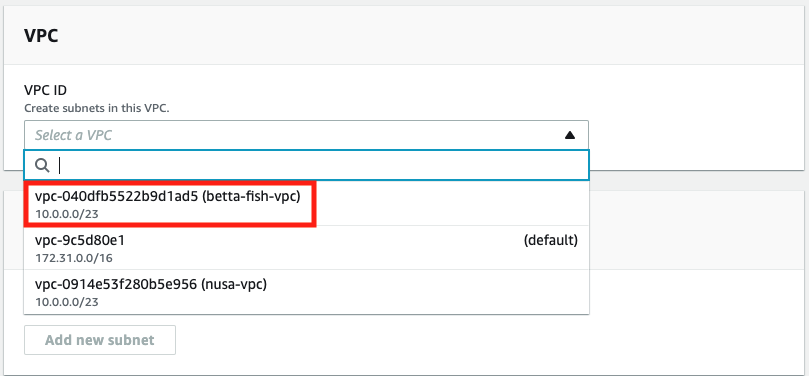 VPC
VPC ID
Create subnets in this VPC.
Select a VPC
vpc-040dfb5522b9d1ad5 (betta-fish-vpc)
10.0.0.0/23
vpc-9c5d80e1 (default)
172.31.0.0/16
vpc-0914e53f280b5e956 (nusa-vpc)
10.0.0.0/23
Add new subnet